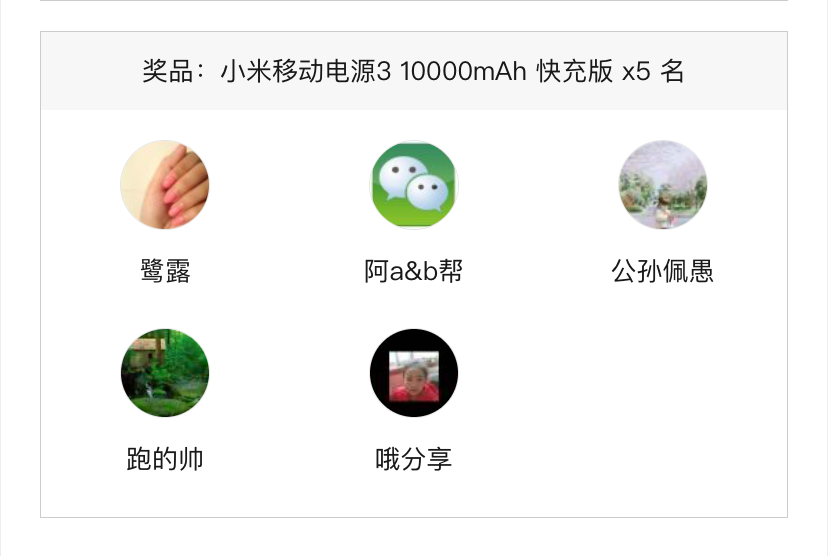 奖品：小米移动电源3 10000mAh 快充版 x5 名
鹭露
阿a&b帮
公孙佩愚
跑的帅
哦分享